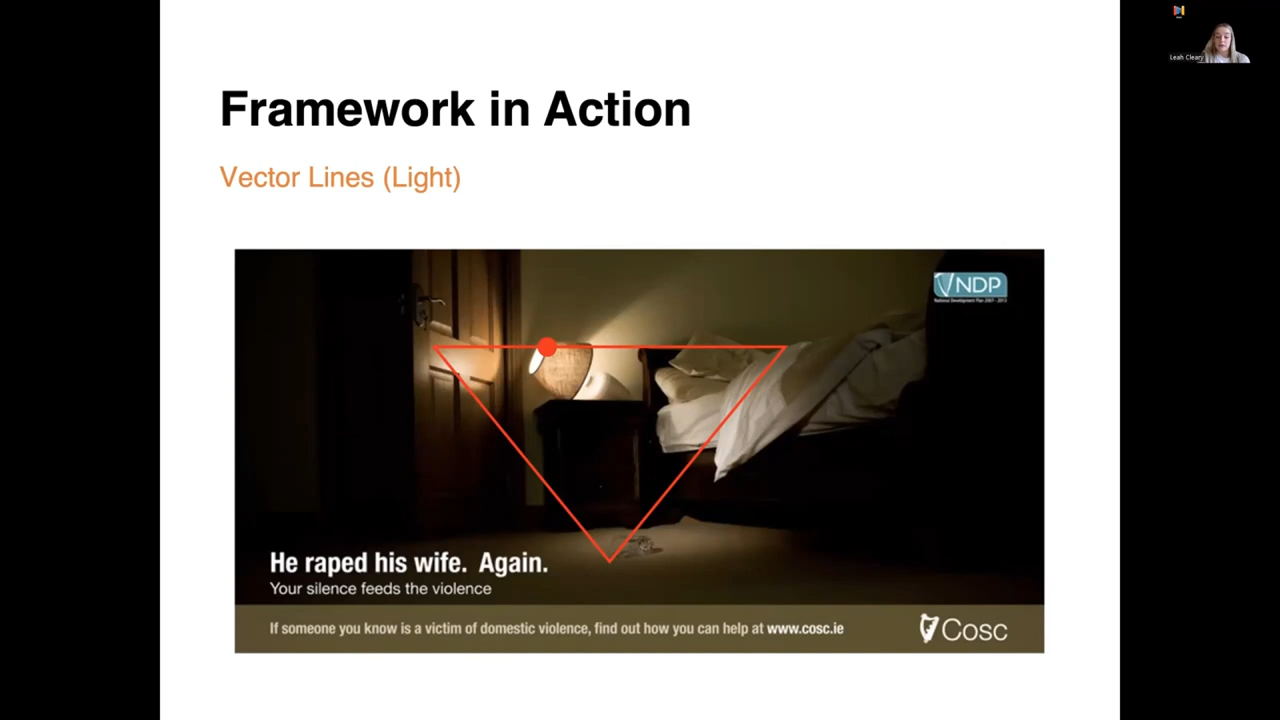 Leah Cleary
Framework in Action
Vector Lines (Light)
NDP
National Development Plan 2007 - 2013
He raped his wife. Again.
Your silence feeds the violence
If someone you know is a victim of domestic violence, find out how you can help at www.cosc.ie
Cosc